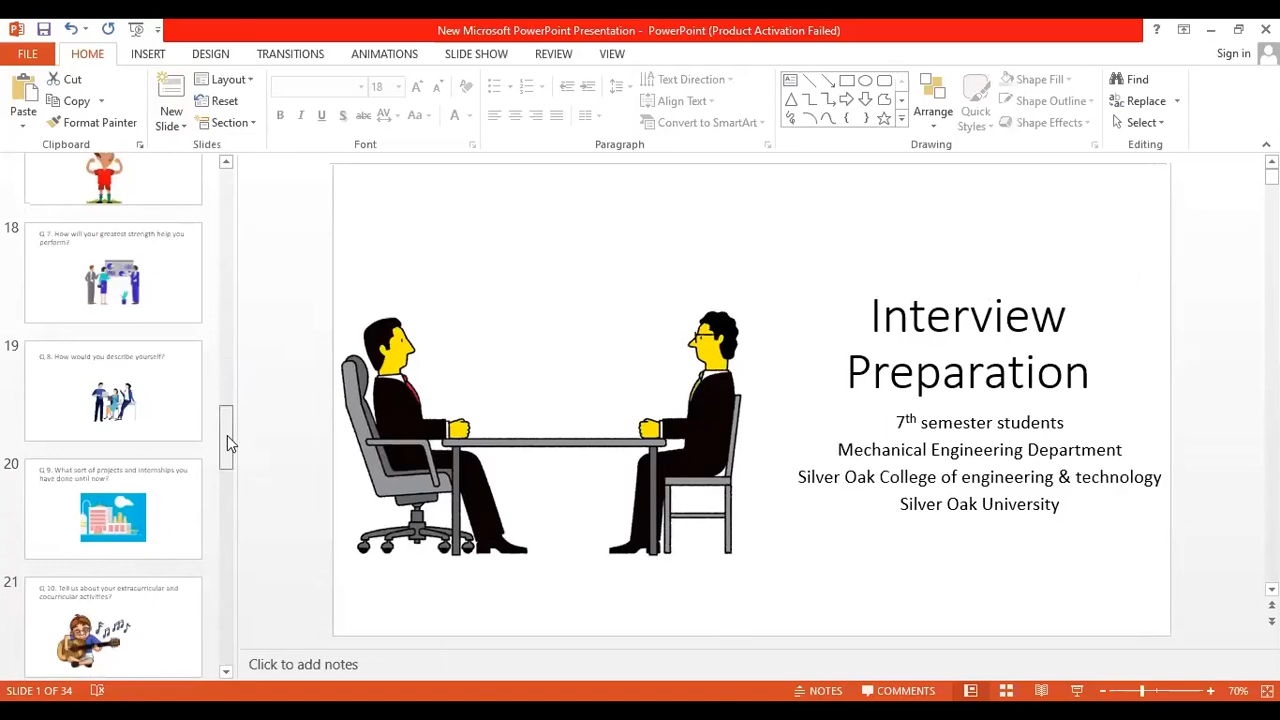 New Microsoft PowerPoint Presentation - PowerPoint (Product Activation Failed)
FILE HOME INSERT DESIGN TRANSITIONS ANIMATIONS SLIDE SHOW REVIEW VIEW Sign in
Paste
Cut
Copy
Format Painter
Clipboard
New
Slide
Layout
Reset
Section
Slides
18
Font
Text Direction
Align Text
Convert to SmartArt
Paragraph
Arrange
Quick
Styles
Shape Fill
Shape Outline
Shape Effects
Drawing
Find
Replace
Select
Editing
18
Q.7. How will your greatest strength help you
perform?
19
Q.8. How would you describe yourself?
20
Q.9. What sort of projects and internships you
have done until now?
21
Q.10. Tell us about your extracurricular and
cocurricular activities?
Interview
Preparation
7th semester students
Mechanical Engineering Department
Silver Oak College of engineering & technology
Silver Oak University
Click to add notes
SLIDE 1 OF 34 NOTES COMMENTS 70%